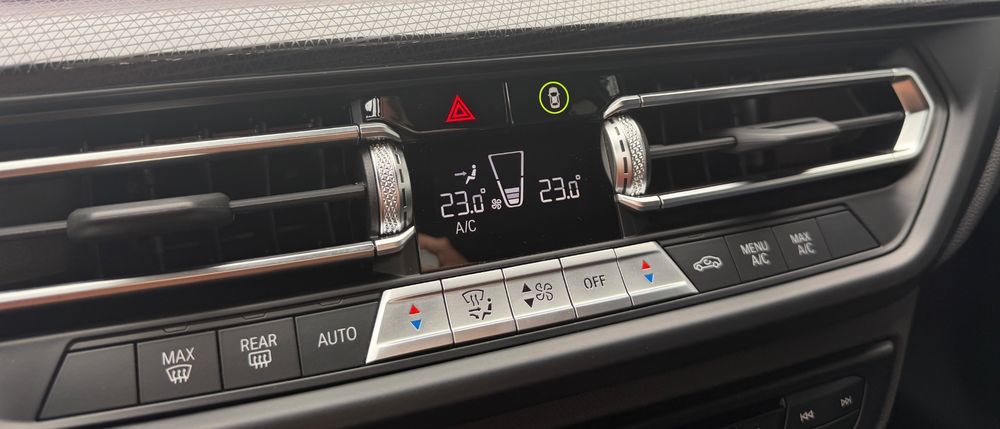 23.0°
23.0°
A/C
MAX
REAR
AUTO
OFF
MENU
A/C
MAX
A/C